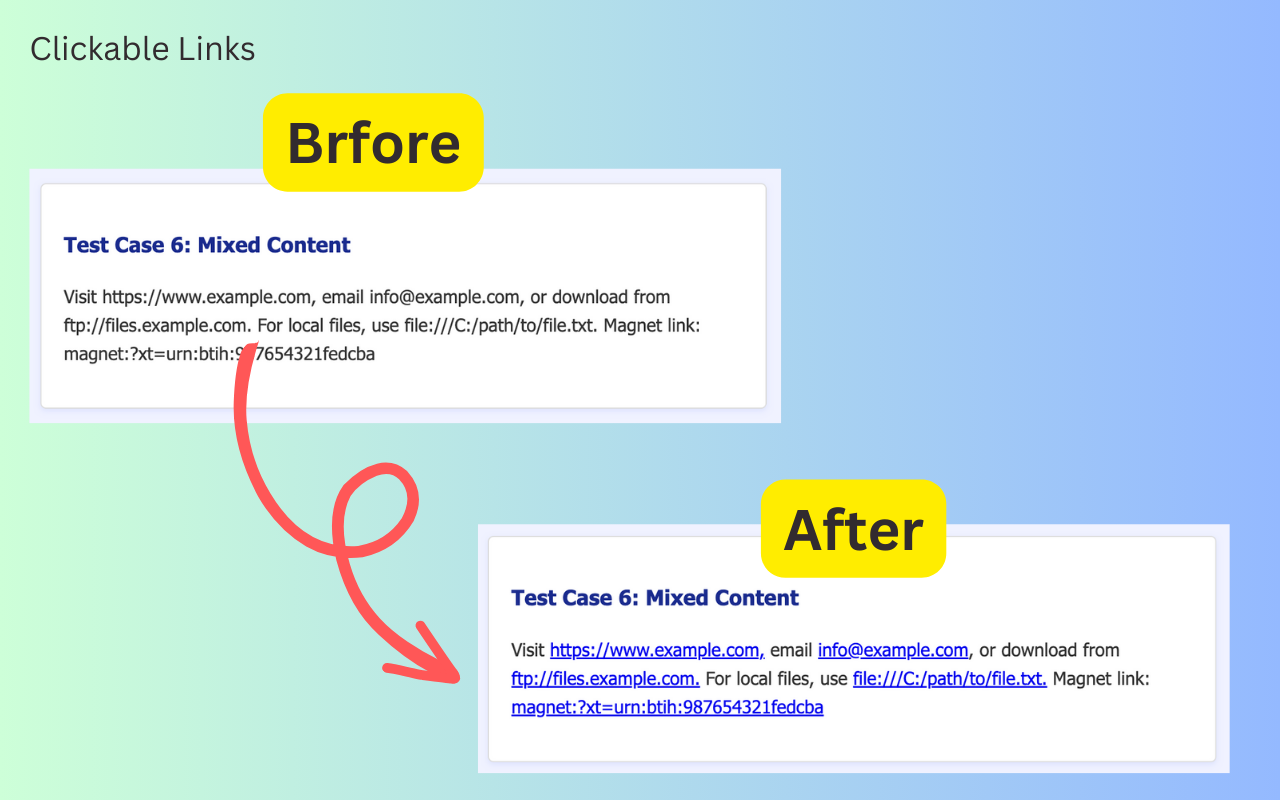 Clickable Links
Brfore
Test Case 6: Mixed Content
Visit https://www.example.com, email info@example.com, or download from
ftp://files.example.com. For local files, use file:///C:/path/to/file.txt. Magnet link:
magnet:?xt=urn:btih:987654321fedcba
After
Test Case 6: Mixed Content
Visit https://www.example.com, email info@example.com, or download from
ftp://files.example.com. For local files, use file:///C:/path/to/file.txt. Magnet link:
magnet:?xt=urn:btih:987654321fedcba